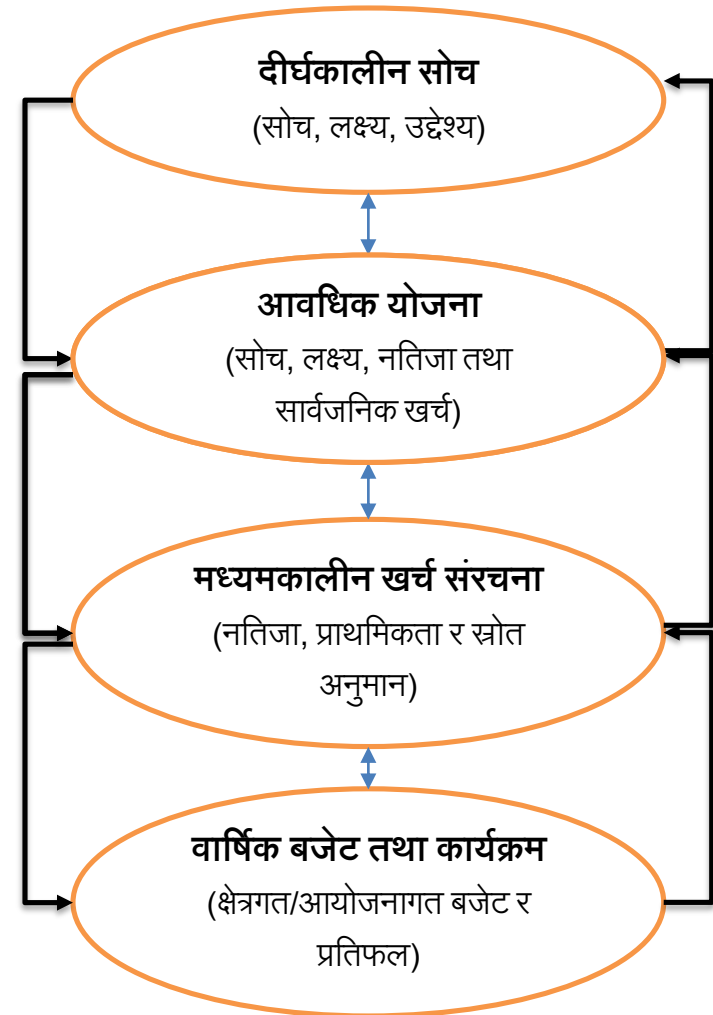 दीर्घकालीन सोच
(सोच, लक्ष्य, उद्देश्य)
आवधिक योजना
(सोच, लक्ष्य, नतिजा तथा
सार्वजनिक खर्च)
मध्यमकालीन खर्च संरचना
(नतिजा, प्राथमिकता र स्रोत
अनुमान)
वार्षिक बजेट तथा कार्यक्रम
(क्षेत्रगत/आयोजनागत बजेट र
प्रतिफल)